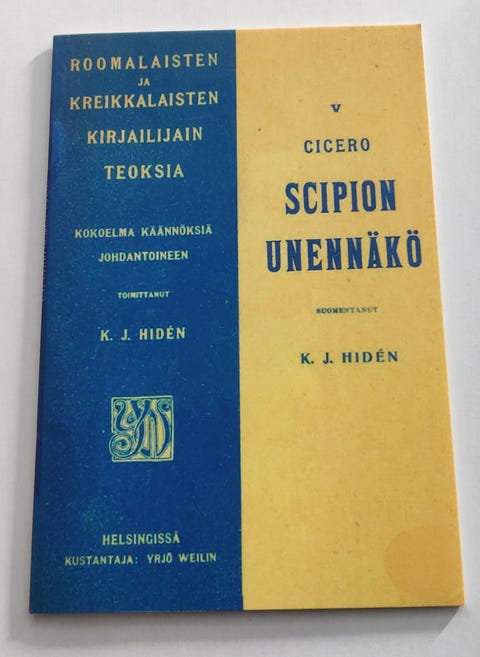 ROOMALAISTEN
JA
KREIKKALAISTEN
KIRJAILIJAIN
TEOKSIA
KOKOELMA KÄÄNNÖKSIÄ
JOHDANTOINEEN
TOIMITTANUT
K. J. HIDÉN
HELSINGISSÄ
KUSTANTAJA: YRJÖ WEILIN
V
CICERO
SCIPION
UNENNÄKÖ
SUOMENTANUT
K. J. HIDÉN